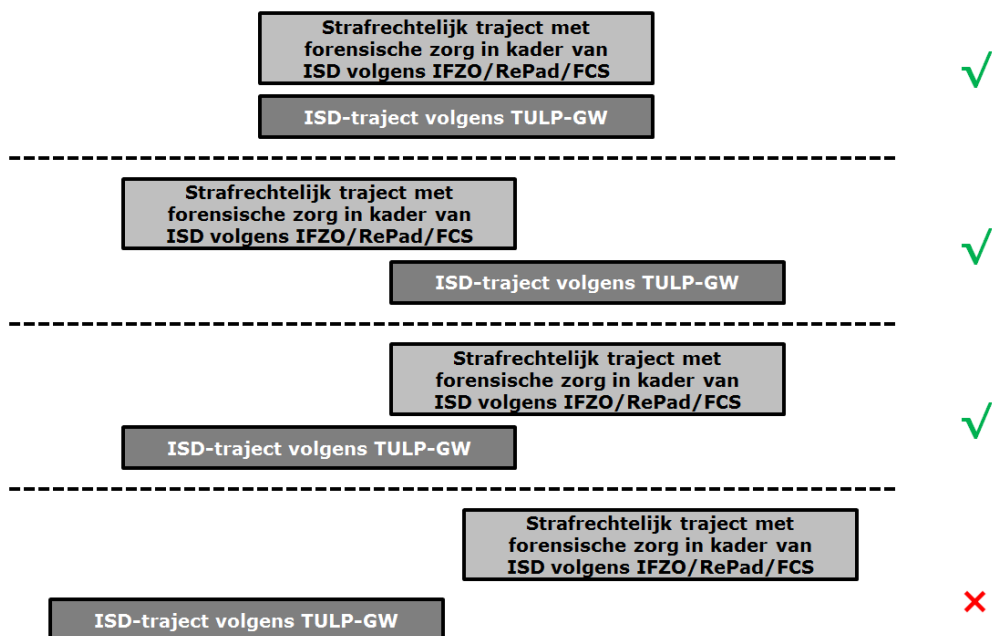 Strafrechtelijk traject met
forensische zorg in kader van
ISD volgens IFZO/RePad/FCS
√
ISD-traject volgens TULP-GW
Strafrechtelijk traject met
forensische zorg in kader van
ISD volgens IFZO/RePad/FCS
√
ISD-traject volgens TULP-GW
Strafrechtelijk traject met
forensische zorg in kader van
ISD volgens IFZO/RePad/FCS
√
ISD-traject volgens TULP-GW
Strafrechtelijk traject met
forensische zorg in kader van
ISD volgens IFZO/RePad/FCS
×
ISD-traject volgens TULP-GW